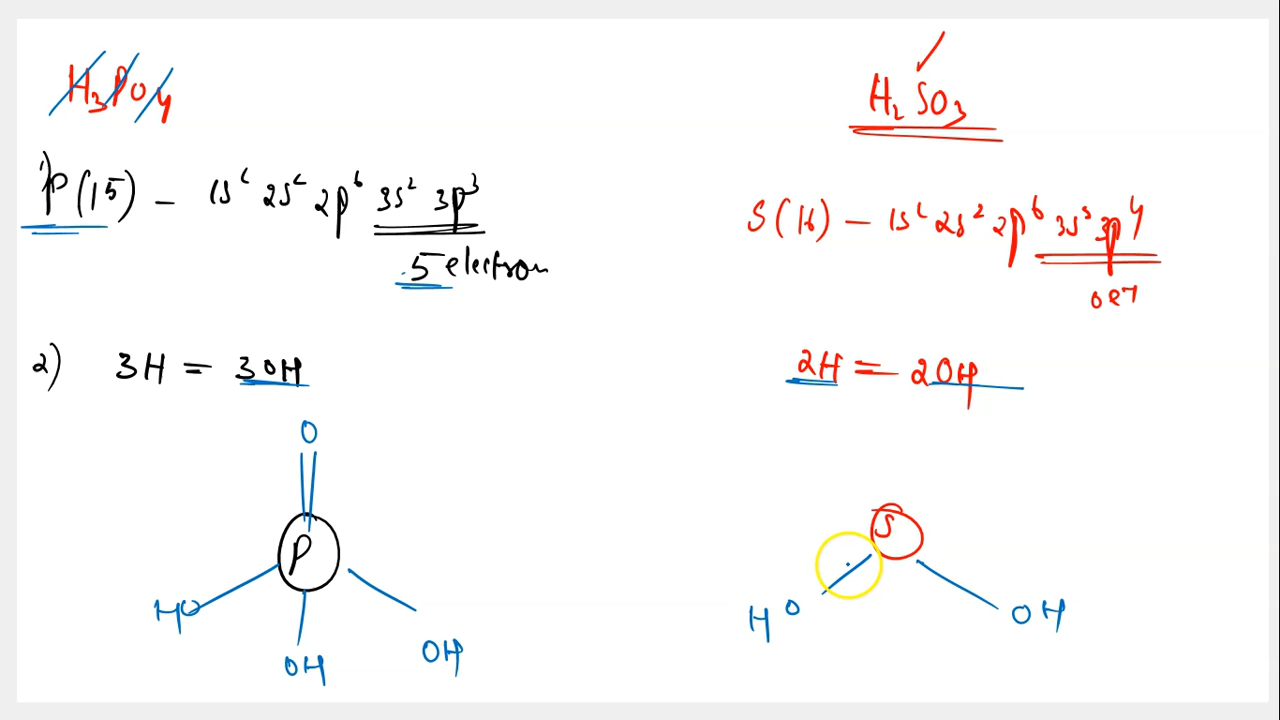 H₃PO₄
1) P(15) – 1s² 2s² 2p⁶ 3s² 3p³
5 electron
2) 3H = 3OH
O
P
HO
OH
OH
H₂SO₃
S(16) – 1s² 2s² 2p⁶ 3s² 3p⁴
2H = 2OH
S
HO
OH